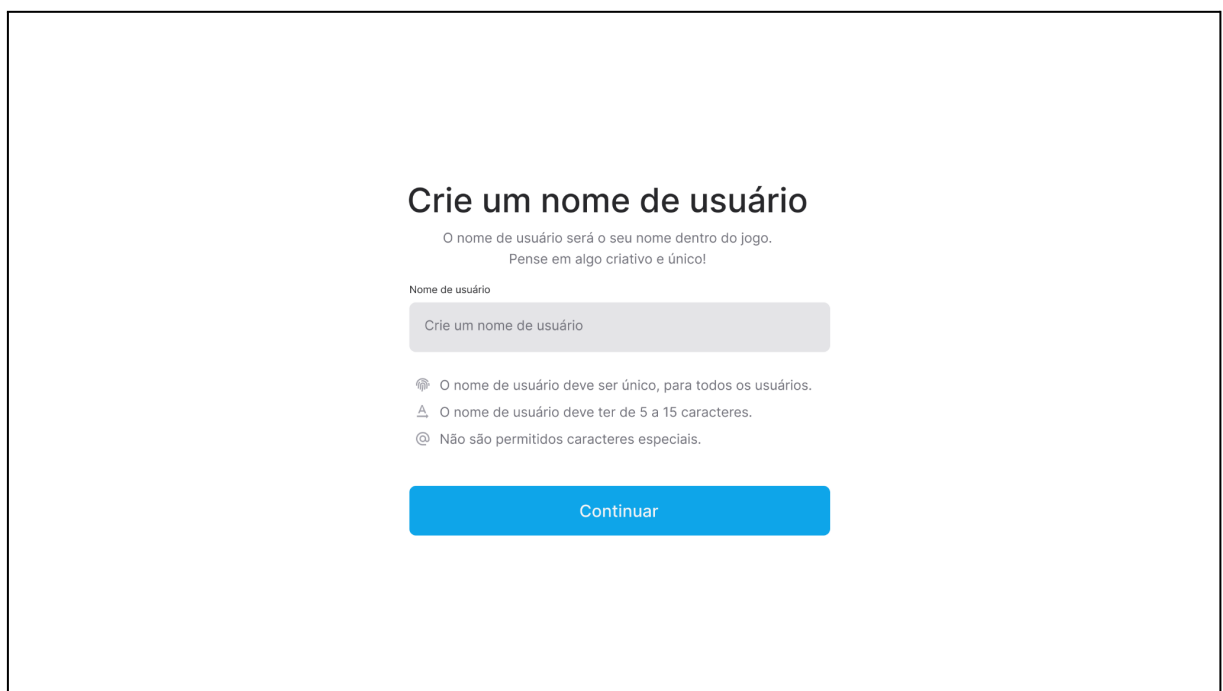 Crie um nome de usuário
O nome de usuário será o seu nome dentro do jogo.
Pense em algo criativo e único!
Nome de usuário
Crie um nome de usuário
O nome de usuário deve ser único, para todos os usuários.
O nome de usuário deve ter de 5 a 15 caracteres.
Não são permitidos caracteres especiais.
Continuar